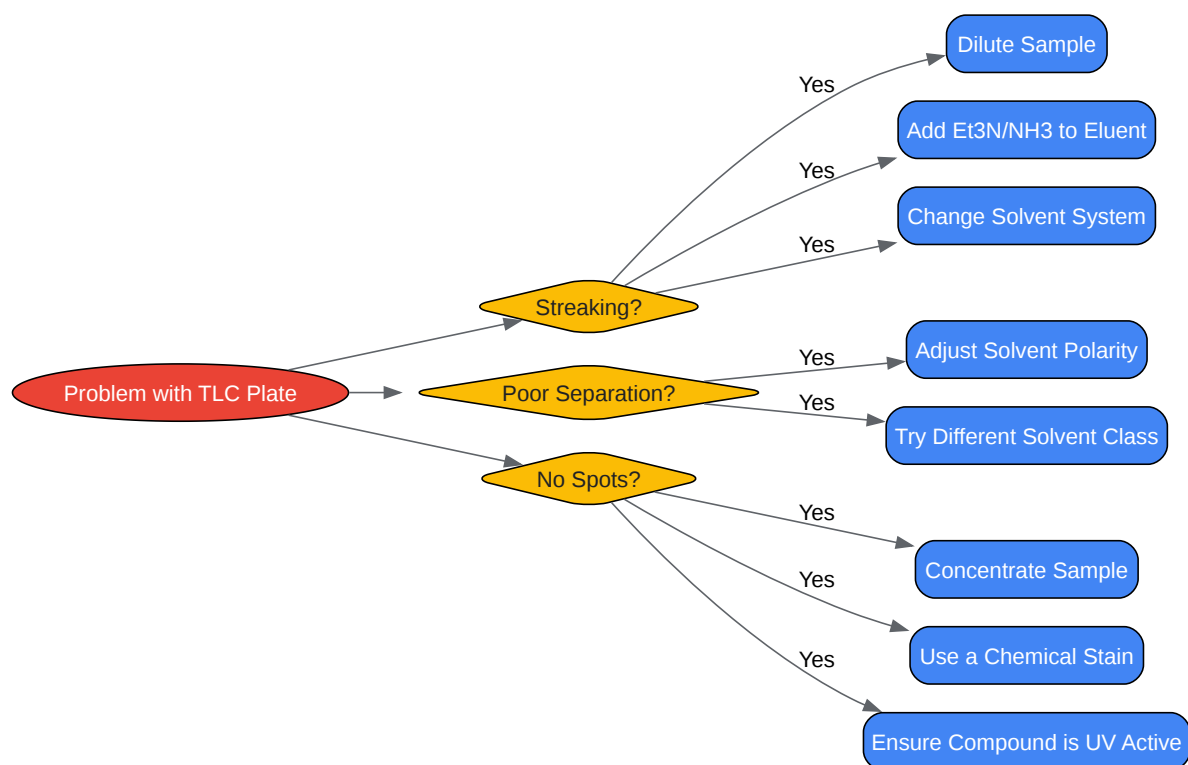 Problem with TLC Plate
Streaking?
Yes
Dilute Sample
Yes
Add Et3N/NH3 to Eluent
Yes
Change Solvent System
Poor Separation?
Yes
Adjust Solvent Polarity
Yes
Try Different Solvent Class
No Spots?
Yes
Concentrate Sample
Yes
Use a Chemical Stain
Yes
Ensure Compound is UV Active